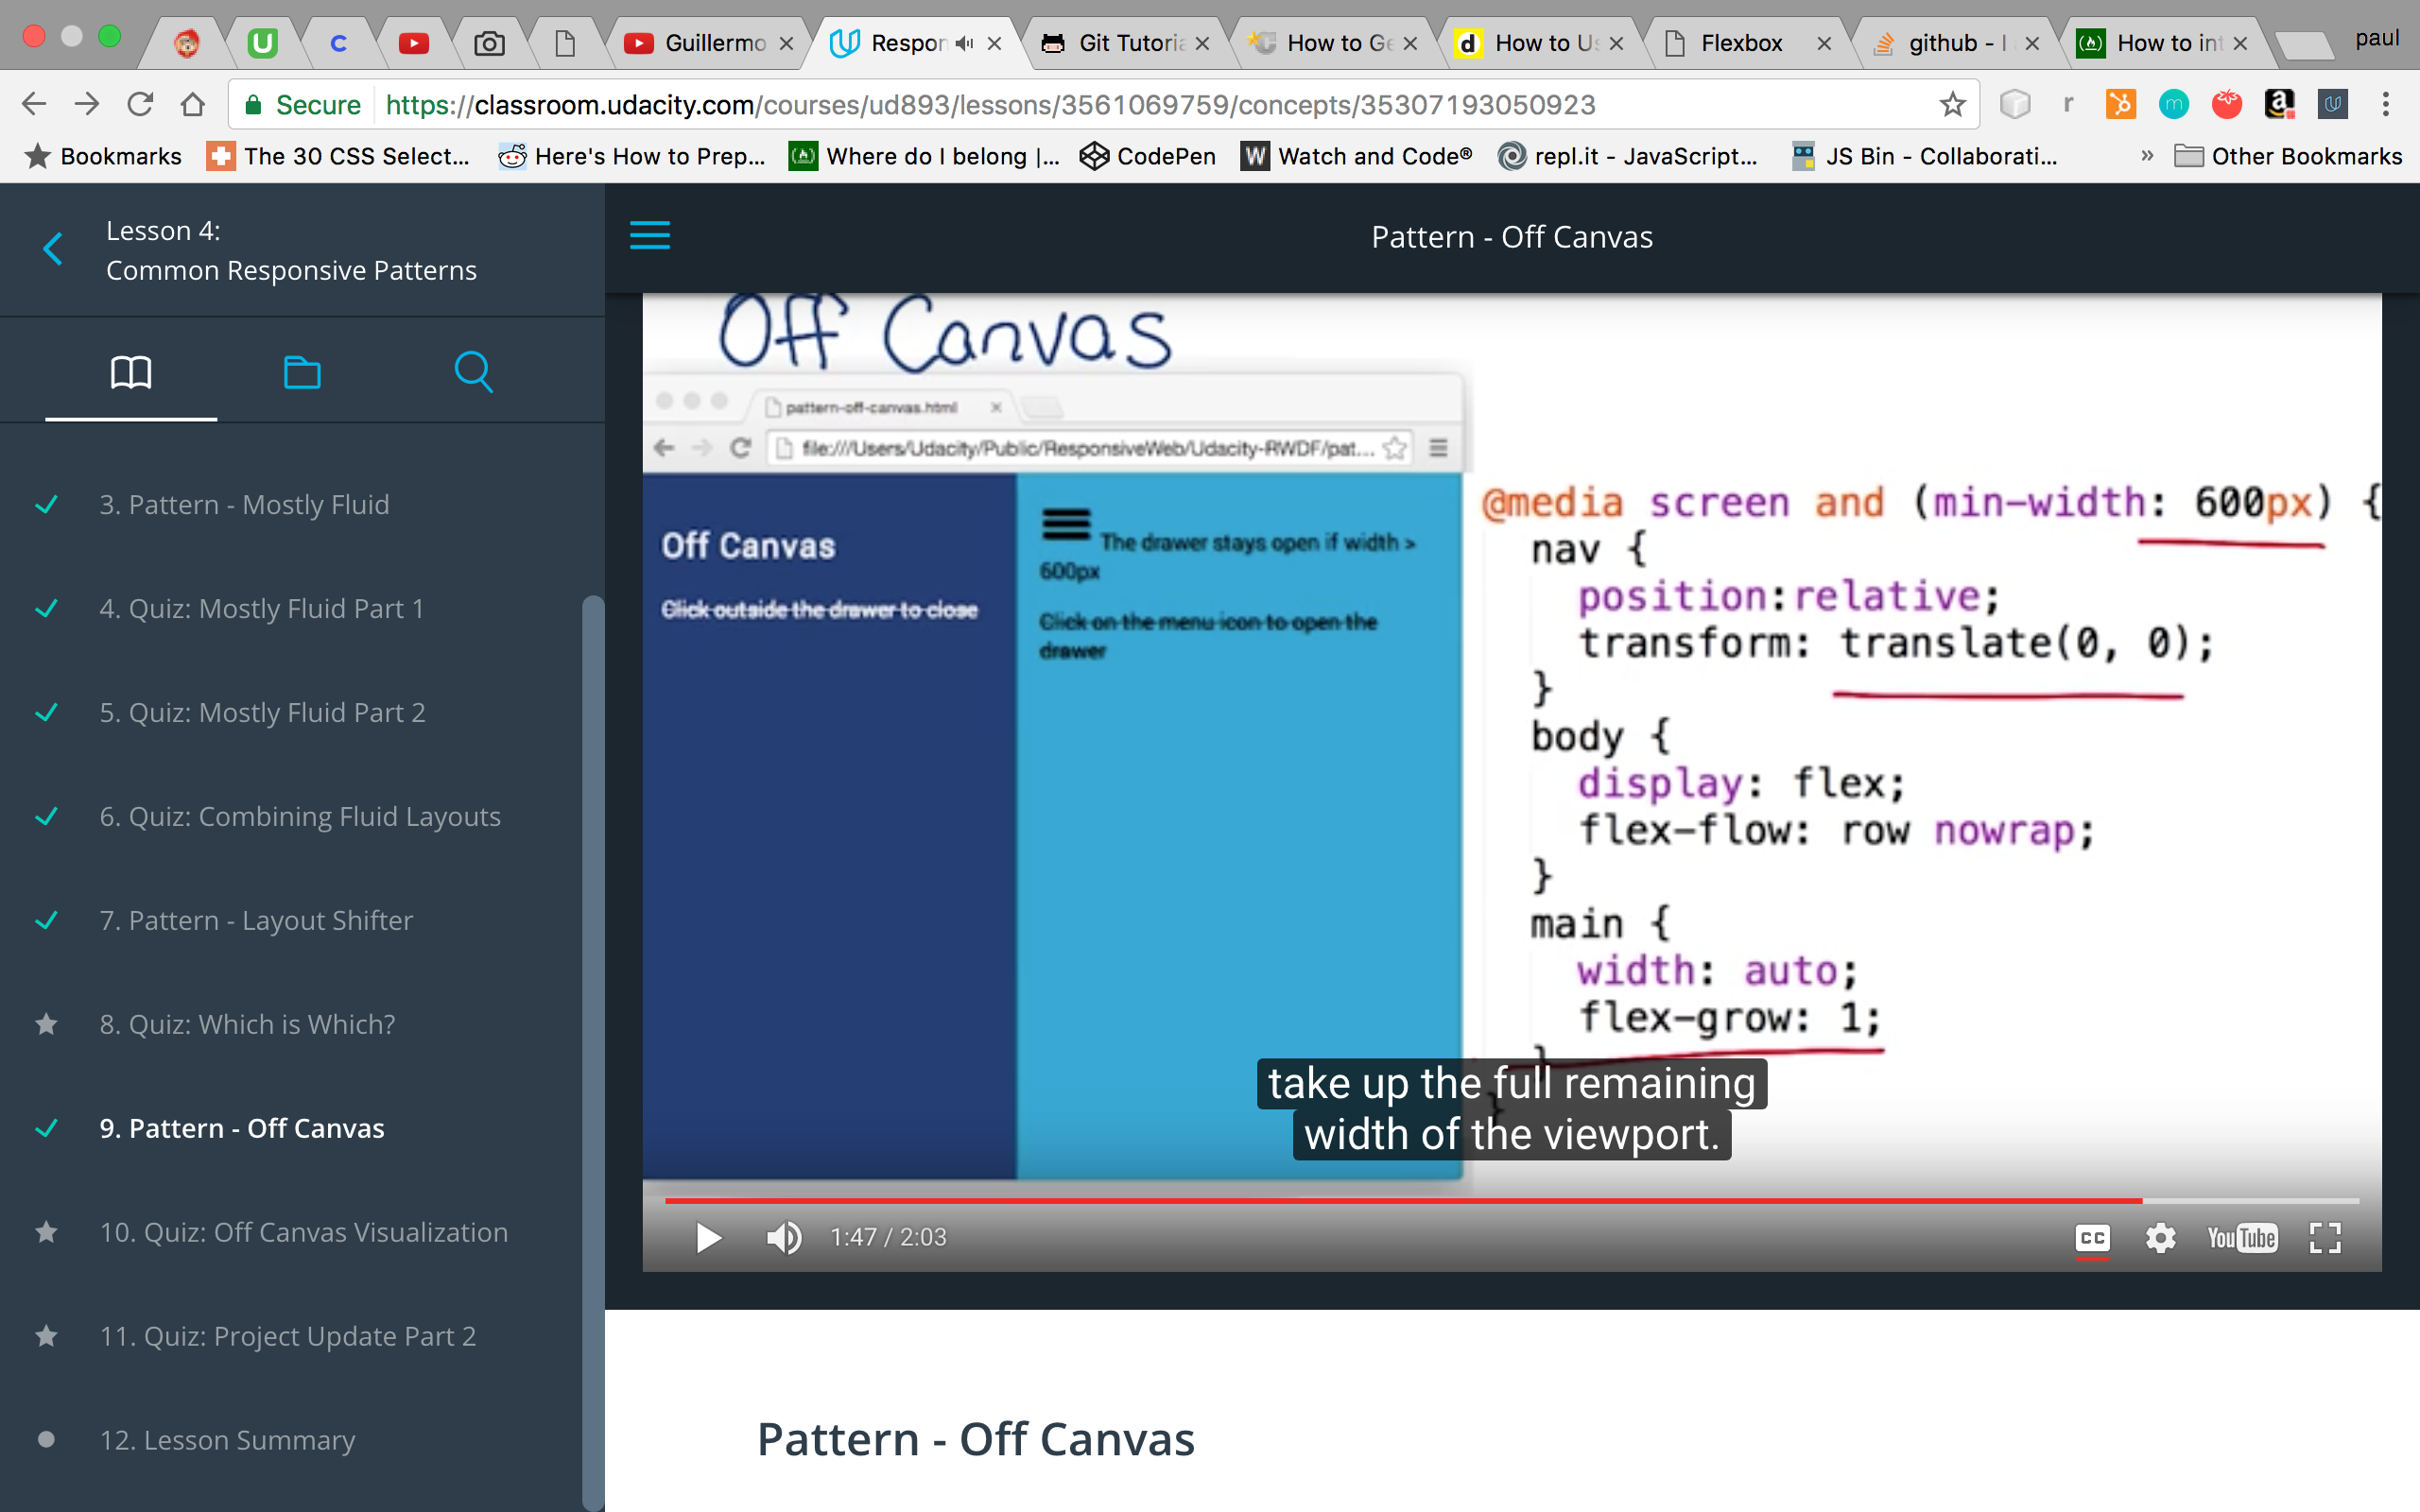 Guillermo
Respon
Git Tutoria
How to Ge
How to Us
Flexbox
github - I
How to int
paul
Secure https://classroom.udacity.com/courses/ud893/lessons/3561069759/concepts/35307193050923
Bookmarks
The 30 CSS Select...
Here's How to Prep...
Where do I belong |...
CodePen
Watch and Code®
repl.it - JavaScript...
JS Bin - Collaborati...
» Other Bookmarks
Lesson 4:
Common Responsive Patterns
3. Pattern - Mostly Fluid
4. Quiz: Mostly Fluid Part 1
5. Quiz: Mostly Fluid Part 2
6. Quiz: Combining Fluid Layouts
7. Pattern - Layout Shifter
8. Quiz: Which is Which?
9. Pattern - Off Canvas
10. Quiz: Off Canvas Visualization
11. Quiz: Project Update Part 2
12. Lesson Summary
Pattern - Off Canvas
Off Canvas
pattern-off-canvas.html
file:///Users/Udacity/Public/ResponsiveWeb/Udacity-RWDF/pat...
Off Canvas
Click outside the drawer to close
The drawer stays open if width >
600px
Click on the menu icon to open the
drawer
@media screen and (min-width: 600px) {
nav {
position:relative;
transform: translate(0, 0);
}
body {
display: flex;
flex-flow: row nowrap;
}
main {
width: auto;
flex-grow: 1;
}
}
take up the full remaining
width of the viewport.
1:47 / 2:03
CC
YouTube
Pattern - Off Canvas